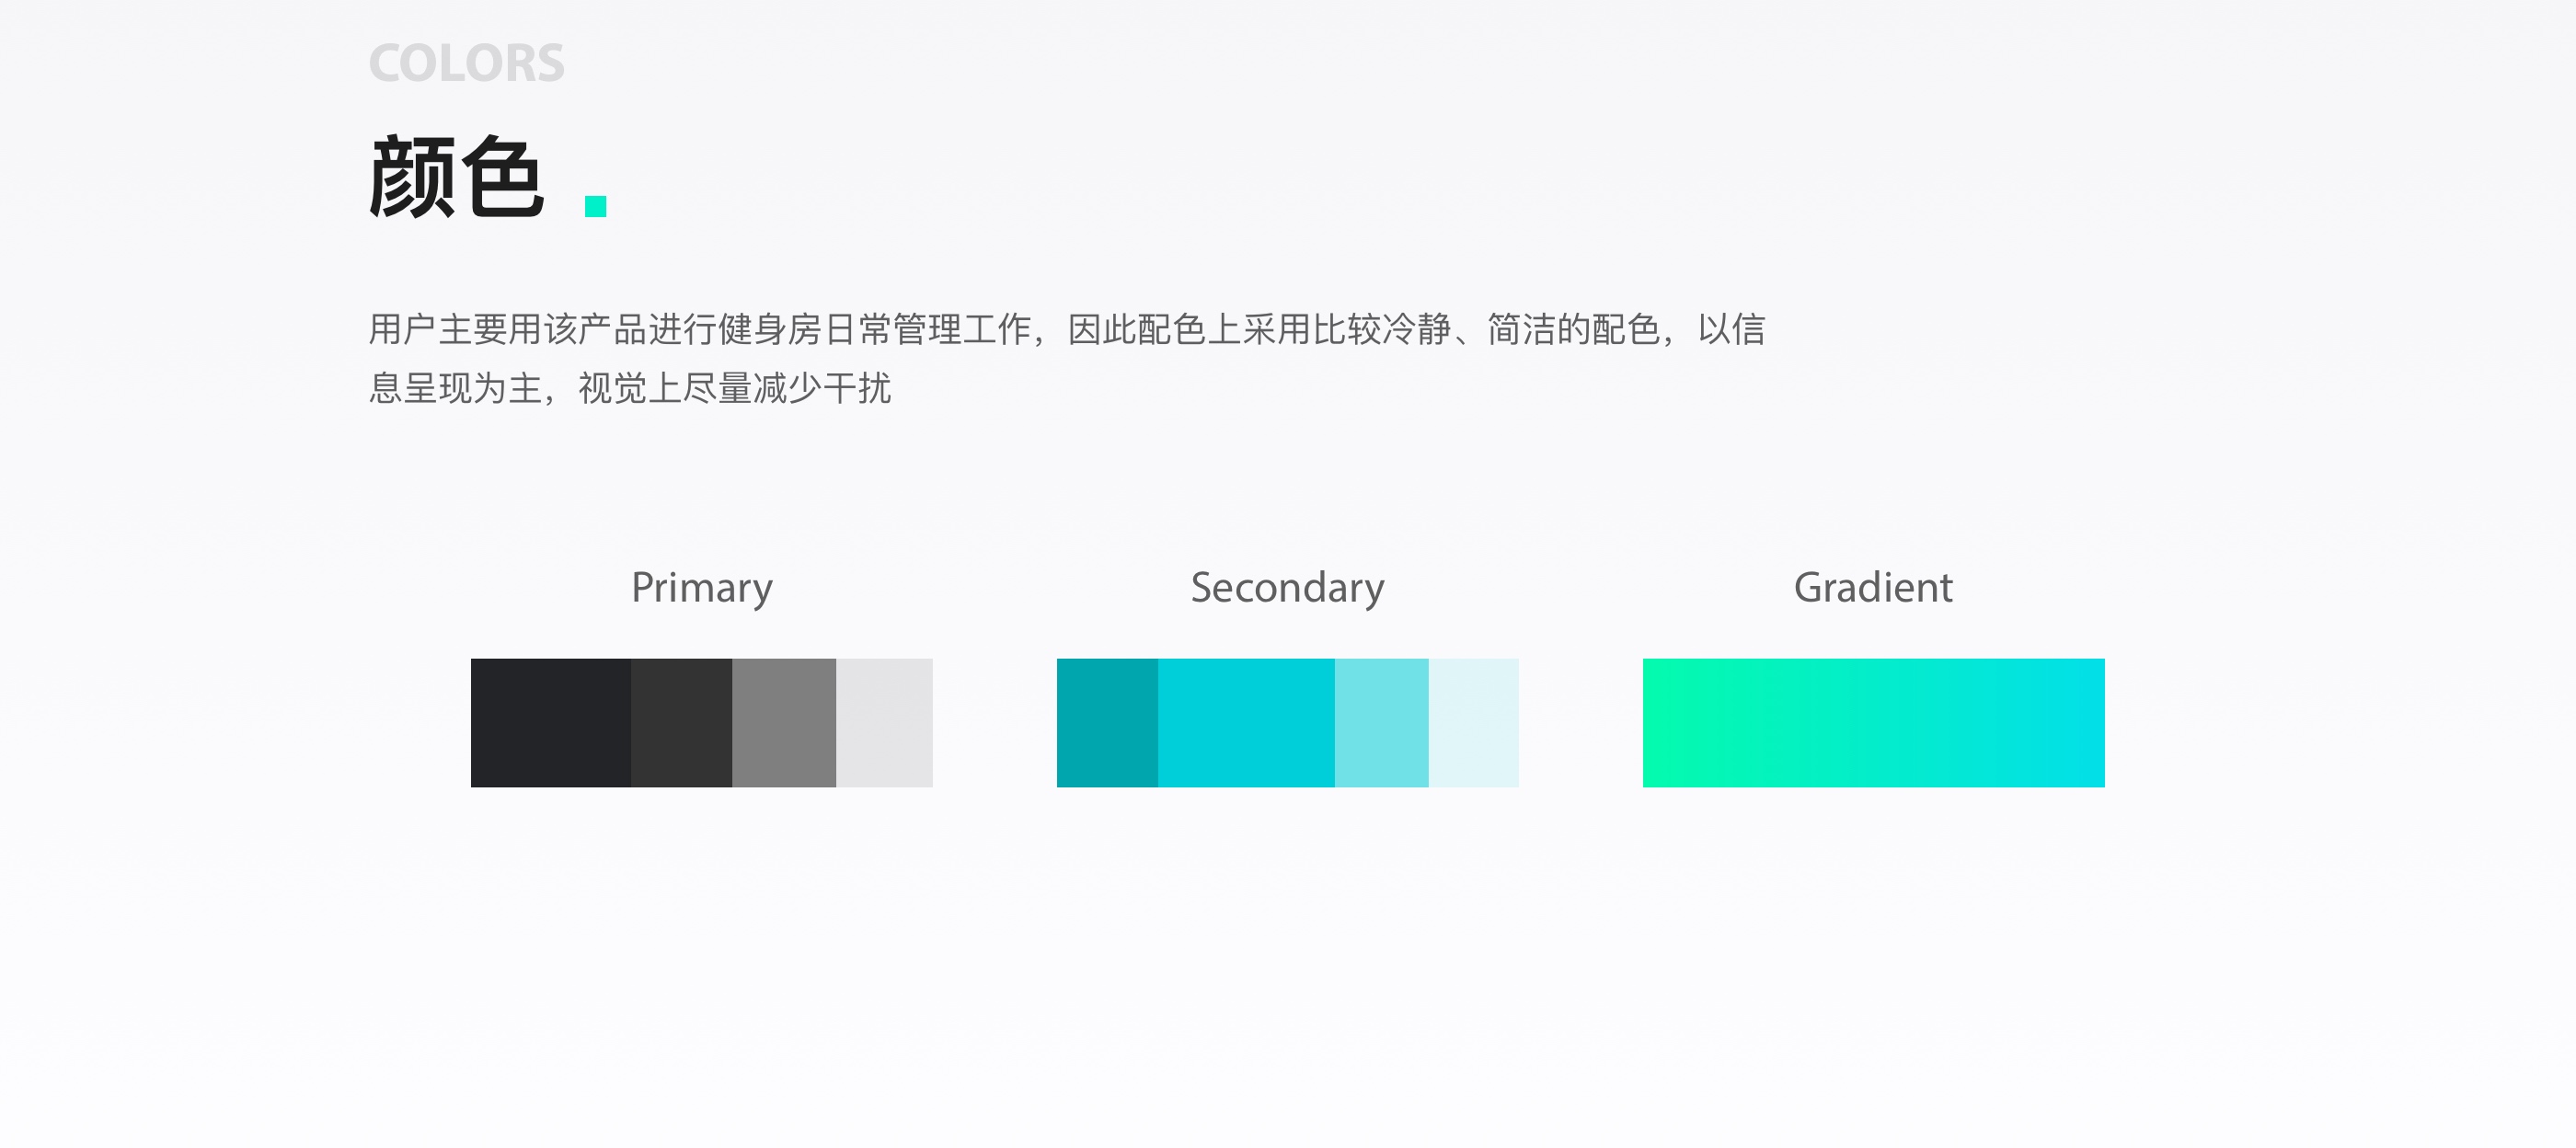 COLORS
颜色 .
用户主要用该产品进行健身房日常管理工作，因此配色上采用比较冷静、简洁的配色，以信
息呈现为主，视觉上尽量减少干扰
Primary
Secondary
Gradient